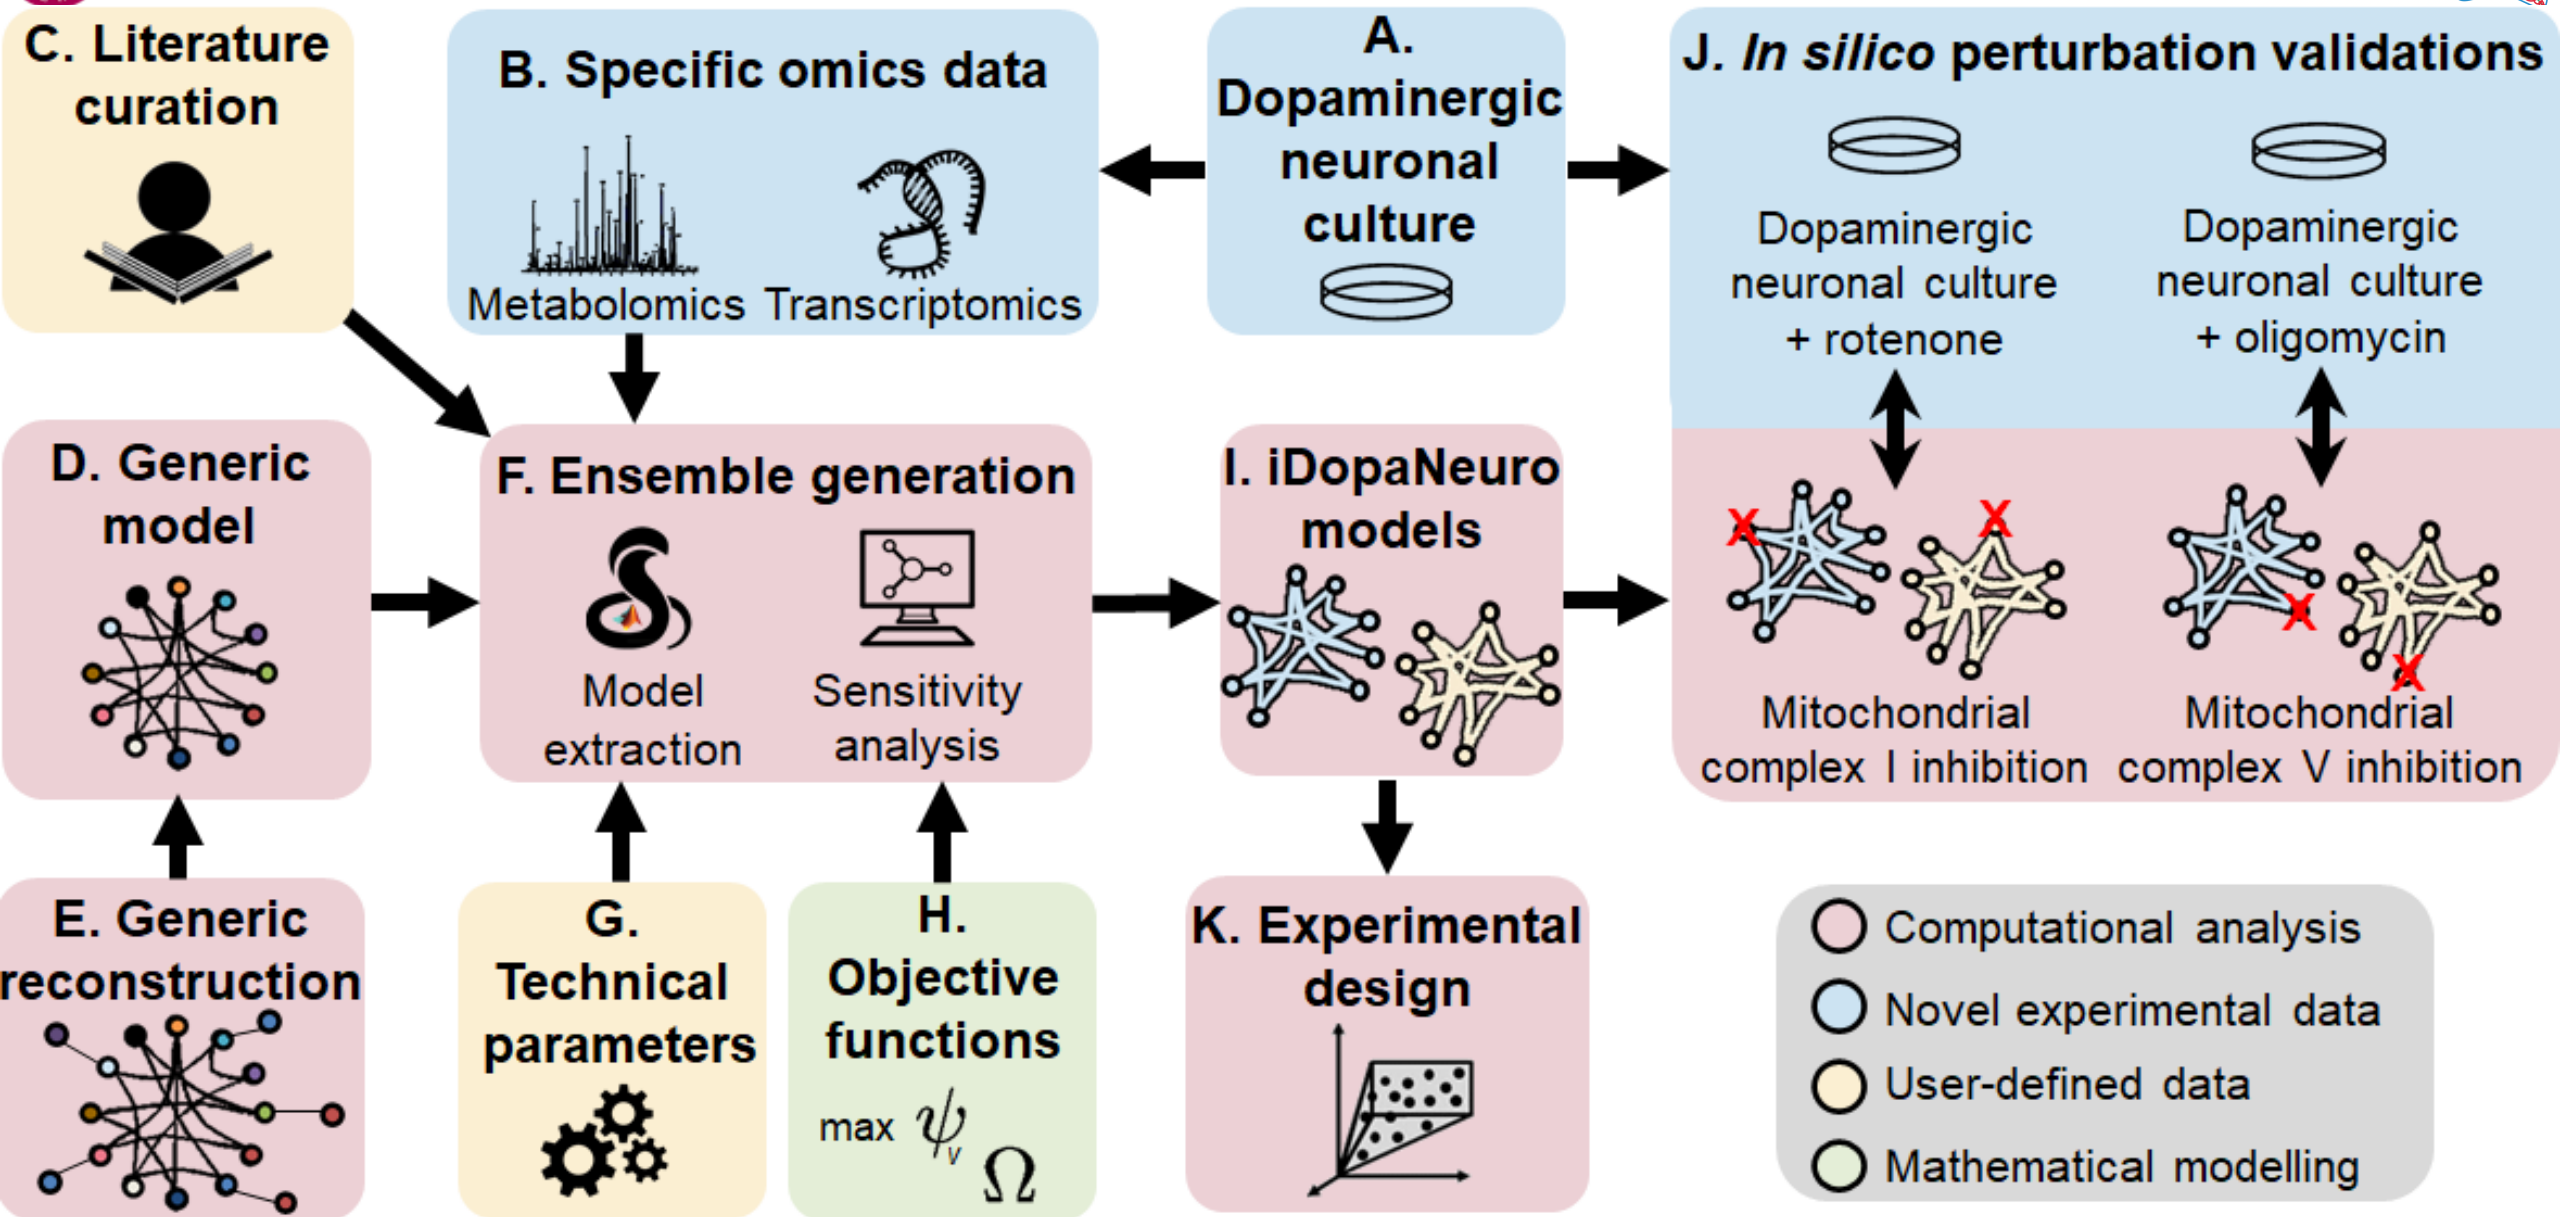 C. Literature
curation
B. Specific omics data
Metabolomics Transcriptomics
A.
Dopaminergic
neuronal
culture
J. In silico perturbation validations
Dopaminergic
neuronal culture
+ rotenone
Dopaminergic
neuronal culture
+ oligomycin
Mitochondrial
complex I inhibition
Mitochondrial
complex V inhibition
D. Generic
model
F. Ensemble generation
Model
extraction
Sensitivity
analysis
I. iDopaNeuro
models
E. Generic
reconstruction
G.
Technical
parameters
H.
Objective
functions
max ψv
Ω
K. Experimental
design
Computational analysis
Novel experimental data
User-defined data
Mathematical modelling